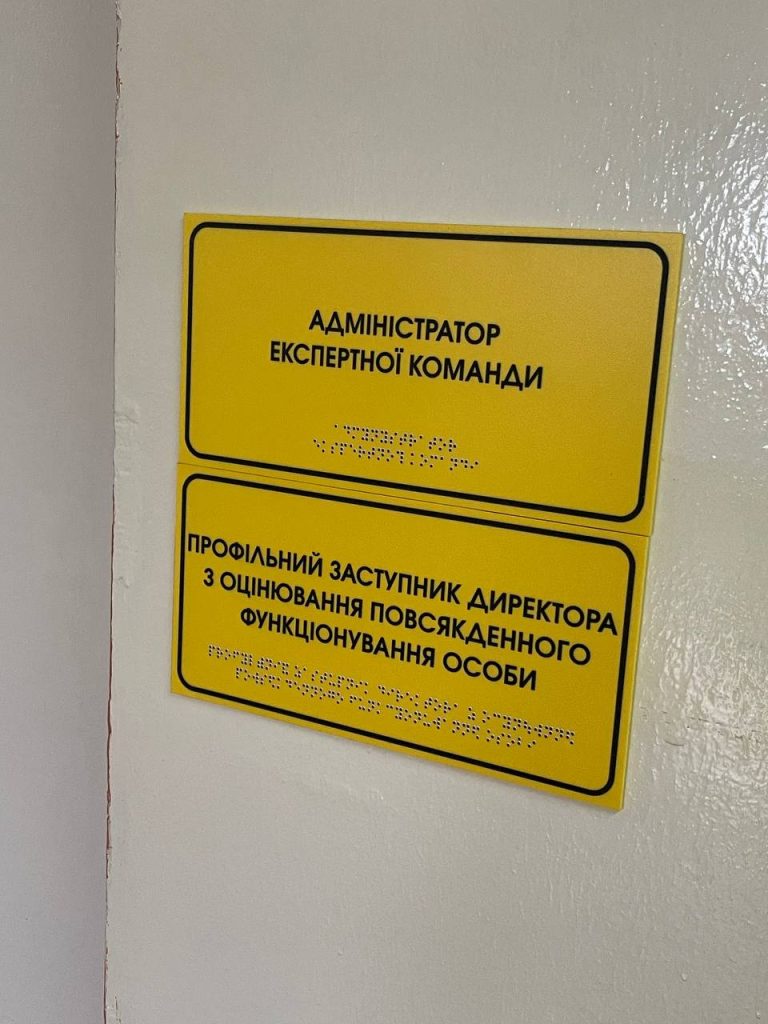 АДМІНІСТРАТОР
ЕКСПЕРТНОЇ КОМАНДИ
ПРОФІЛЬНИЙ ЗАСТУПНИК ДИРЕКТОРА
З ОЦІНЮВАННЯ ПОВСЯКДЕННОГО
ФУНКЦІОНУВАННЯ ОСОБИ